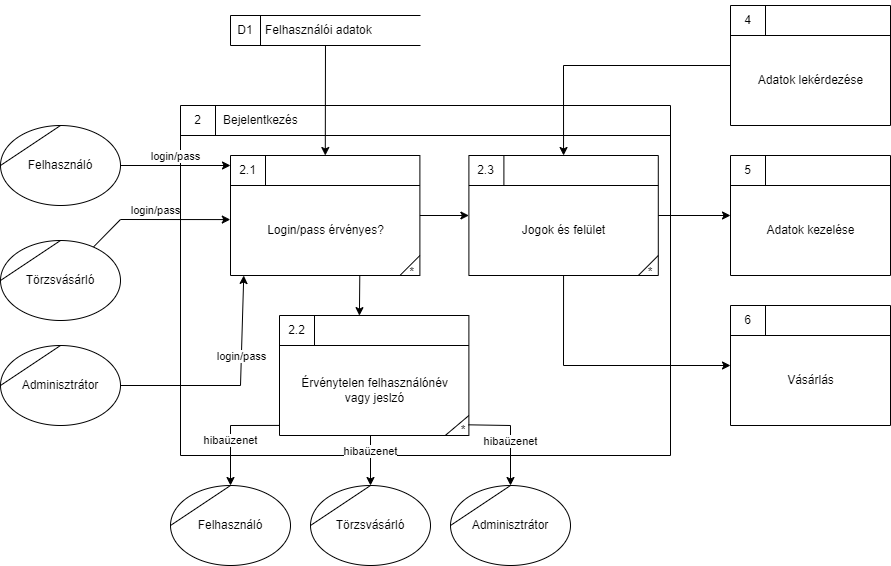 D1 Felhasználói adatok
4
Adatok lekérdezése
2 Bejelentkezés
Felhasználó
login/pass
2.1
Login/pass érvényes?
*
2.3
Jogok és felület
*
5
Adatok kezelése
login/pass
Törzsvásárló
6
Vásárlás
2.2
Érvénytelen felhasználónév
vagy jeslzó
*
login/pass
Adminisztrátor
hibaüzenet
hibaüzenet
hibaüzenet
Felhasználó
Törzsvásárló
Adminisztrátor